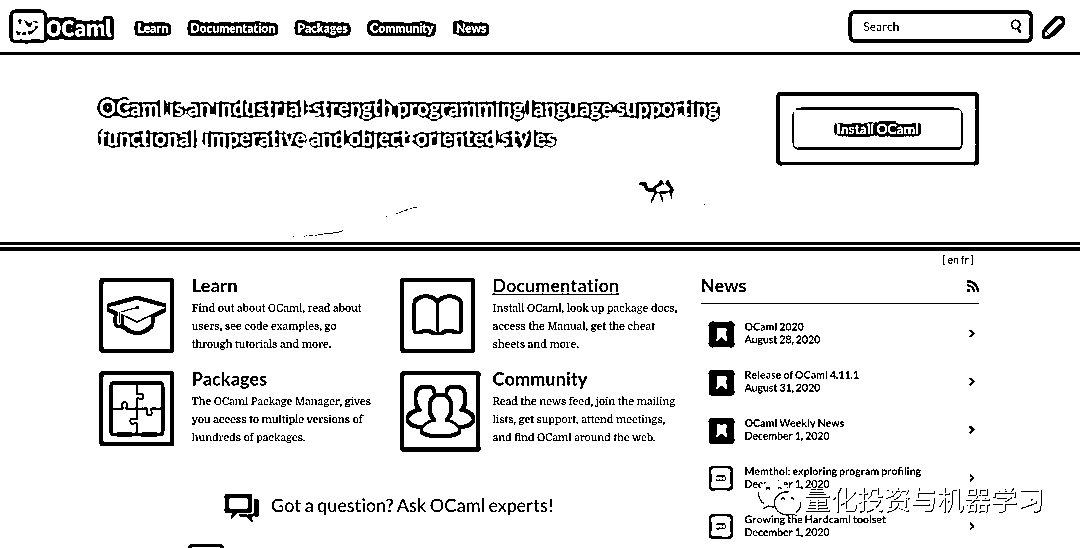 OCaml
Learn
Documentation
Packages
Community
News
Search
OCaml is an industrial-strength programming language supporting
functional, imperative and object-oriented styles
Install OCaml
[en fr]
Learn
Find out about OCaml, read about
users, see code examples, go
through tutorials and more.
Documentation
Install OCaml, look up package docs,
access the Manual, get the cheat
sheets and more.
Packages
The OCaml Package Manager, gives
you access to multiple versions of
hundreds of packages.
Community
Read the news feed, join the mailing
lists, get support, attend meetings,
and find OCaml around the web.
News
OCaml 2020
August 28, 2020
Release of OCaml 4.11.1
August 31, 2020
OCaml Weekly News
December 1, 2020
Memthol: exploring program profiling
1, 2020
Growing the Hardcaml toolset
December 1, 2020
Got a question? Ask OCaml experts!
量化投资与机器学习